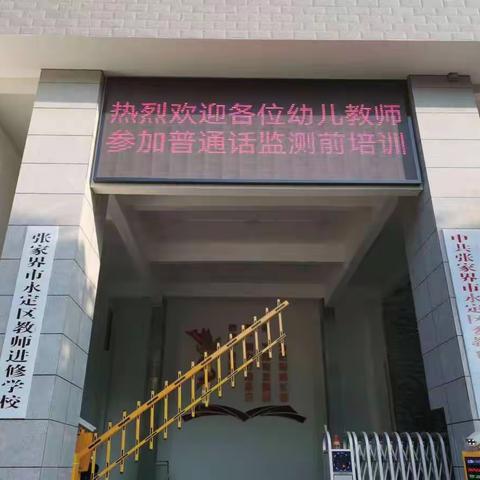 热烈欢迎各位幼儿教师
参加普通话监测前培训
张家界市永定区教师进修学校
中共张家界市永定区委教